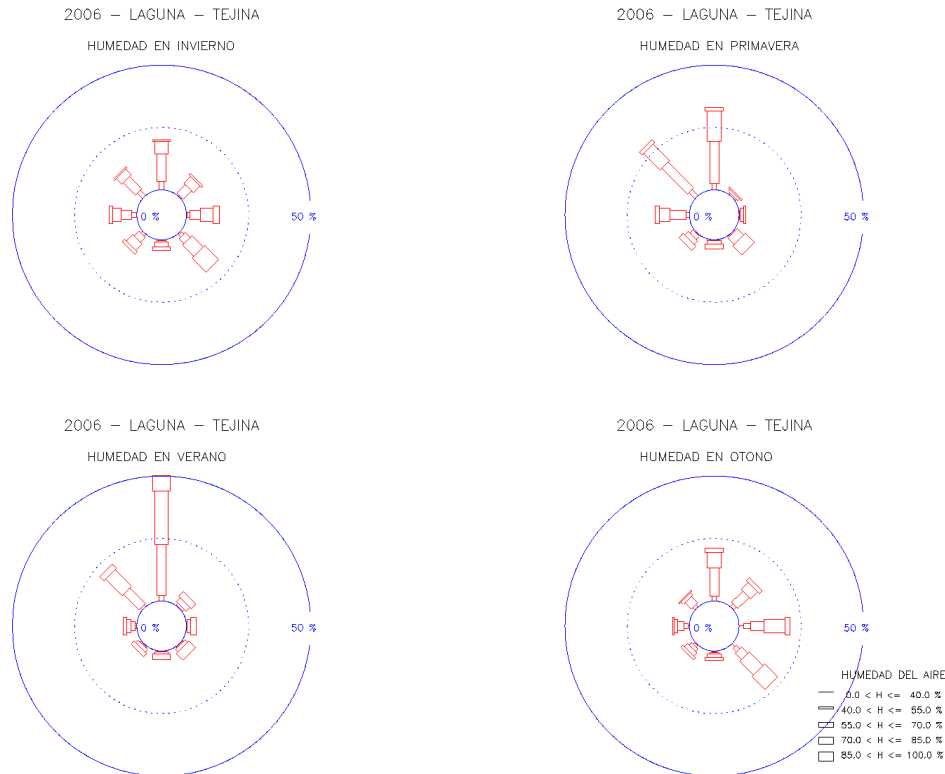 2006 – LAGUNA – TEJINA
HUMEDAD EN INVIERNO
0 %
50 %
2006 – LAGUNA – TEJINA
HUMEDAD EN PRIMAVERA
0 %
50 %
2006 – LAGUNA – TEJINA
HUMEDAD EN VERANO
0 %
50 %
2006 – LAGUNA – TEJINA
HUMEDAD EN OTONO
0 %
50 %
HUMEDAD DEL AIRE
0.0 < H <= 40.0 %
40.0 < H <= 55.0 %
55.0 < H <= 70.0 %
70.0 < H <= 85.0 %
85.0 < H <= 100.0 %